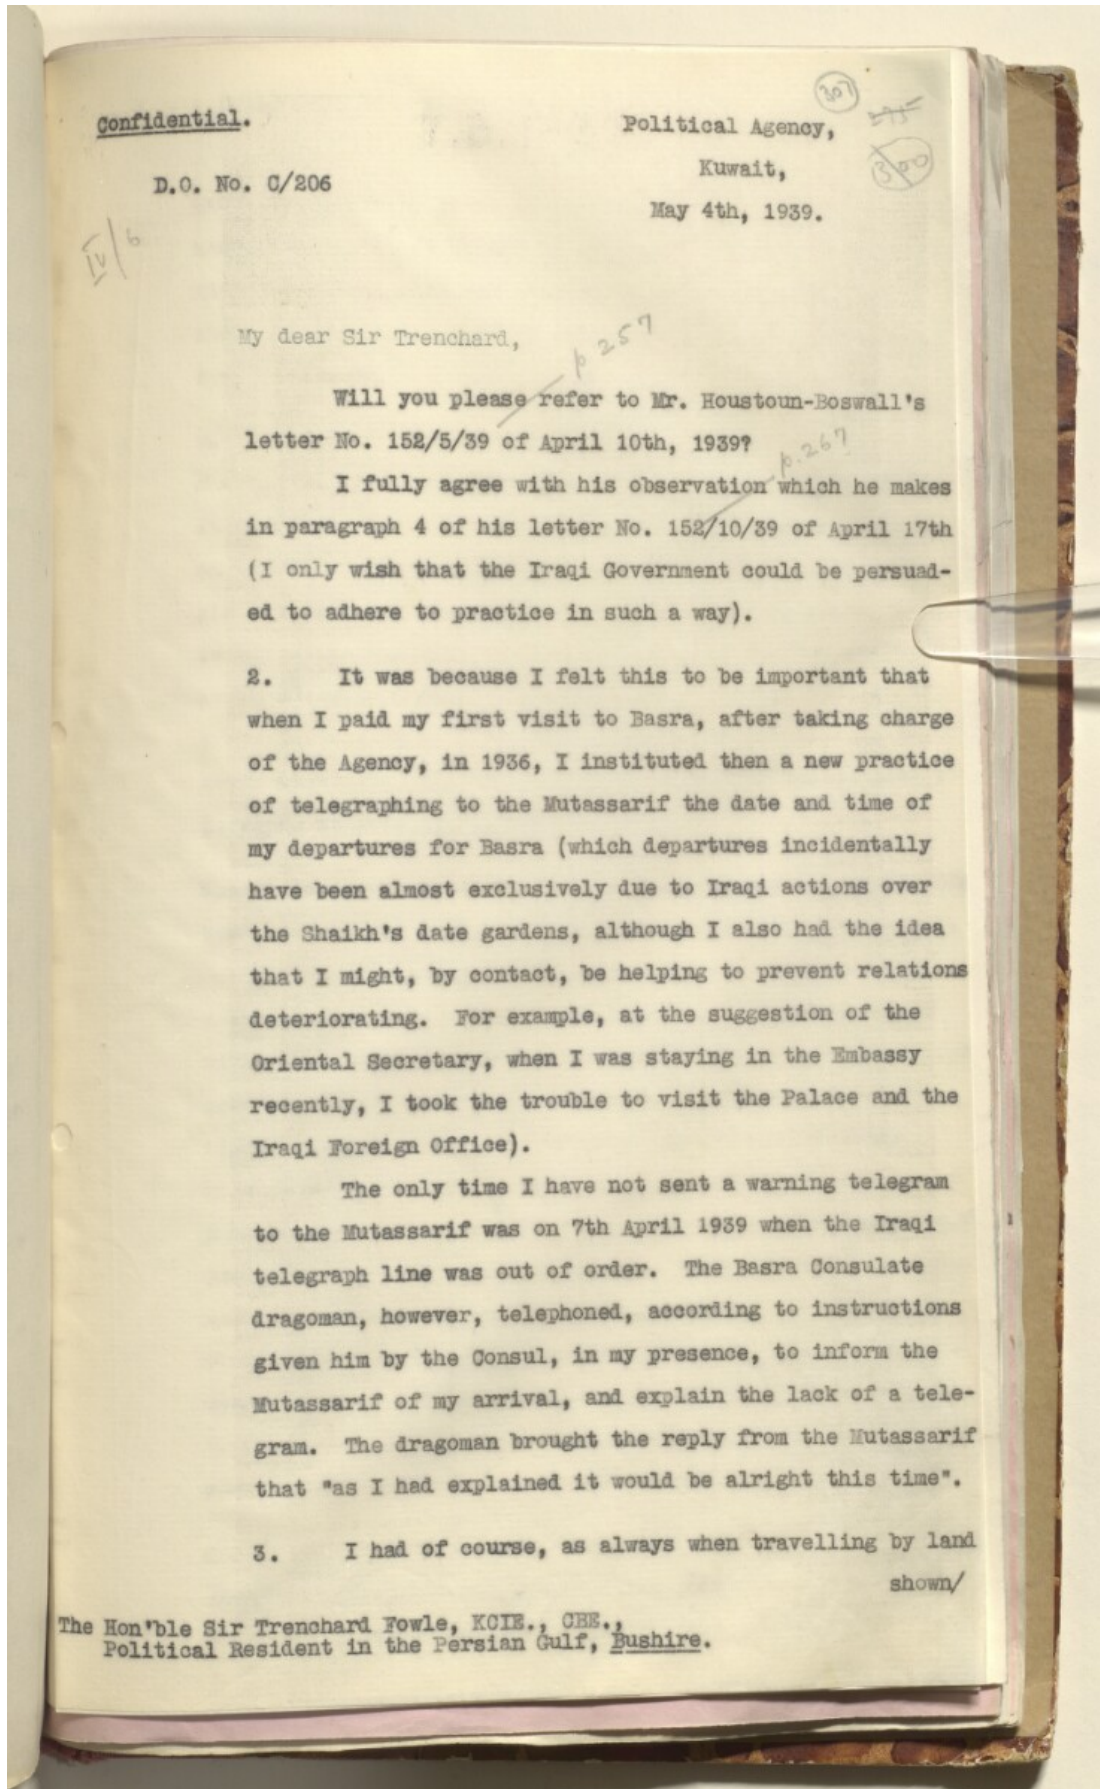 307
Confidential.
Political Agency,
300
Kuwait,
D.O. No. C/206
May 4th, 1939.
IV/6
My dear Sir Trenchard,
p 257
Will you please refer to Mr. Houstoun-Boswall's
letter No. 152/5/39 of April 10th, 1939?
p. 267
I fully agree with his observation which he makes
in paragraph 4 of his letter No. 152/10/39 of April 17th
(I only wish that the Iraqi Government could be persuad-
ed to adhere to practice in such a way).
2. It was because I felt this to be important that
when I paid my first visit to Basra, after taking charge
of the Agency, in 1936, I instituted then a new practice
of telegraphing to the Mutassarif the date and time of
my departures for Basra (which departures incidentally
have been almost exclusively due to Iraqi actions over
the Shaikh's date gardens, although I also had the idea
that I might, by contact, be helping to prevent relations
deteriorating. For example, at the suggestion of the
Oriental Secretary, when I was staying in the Embassy
recently, I took the trouble to visit the Palace and the
Iraqi Foreign Office).
The only time I have not sent a warning telegram
to the Mutassarif was on 7th April 1939 when the Iraqi
telegraph line was out of order. The Basra Consulate
dragoman, however, telephoned, according to instructions
given him by the Consul, in my presence, to inform the
Mutassarif of my arrival, and explain the lack of a tele-
gram. The dragoman brought the reply from the Mutassarif
that "as I had explained it would be alright this time".
3. I had of course, as always when travelling by land
shown/
The Hon'ble Sir Trenchard Fowle, KCIE., CBE.,
Political Resident in the Persian Gulf, Bushire.